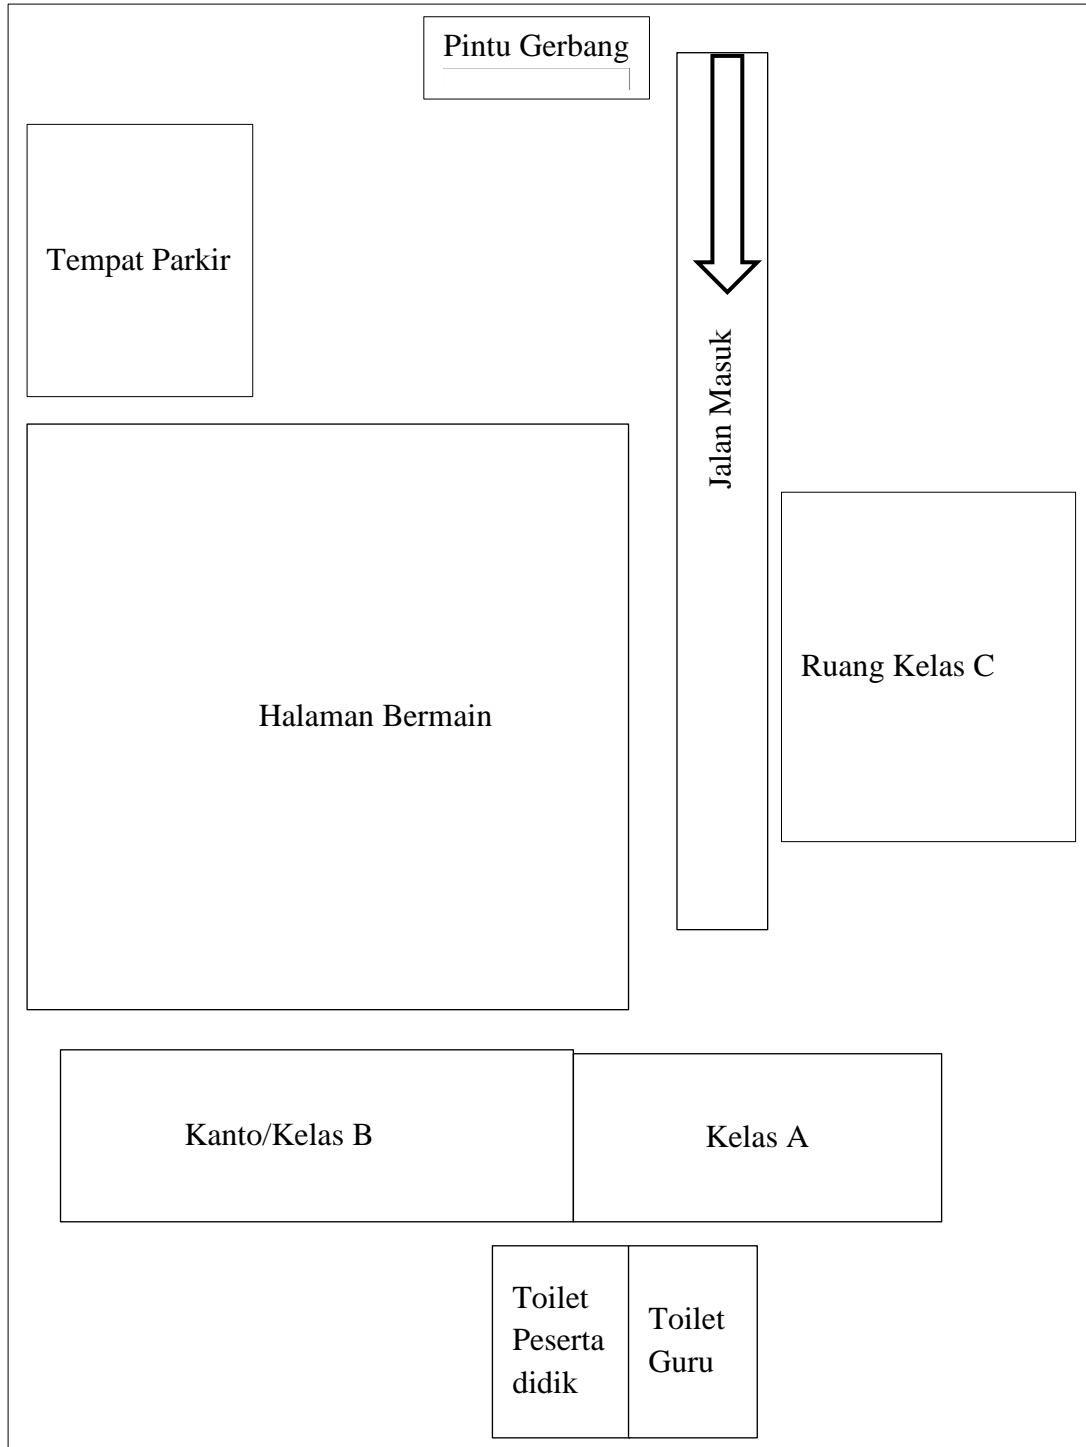 Pintu Gerbang
Tempat Parkir
Jalan Masuk
Ruang Kelas C
Halaman Bermain
Kanto/Kelas B
Kelas A
Toilet
Peserta
didik
Toilet
Guru